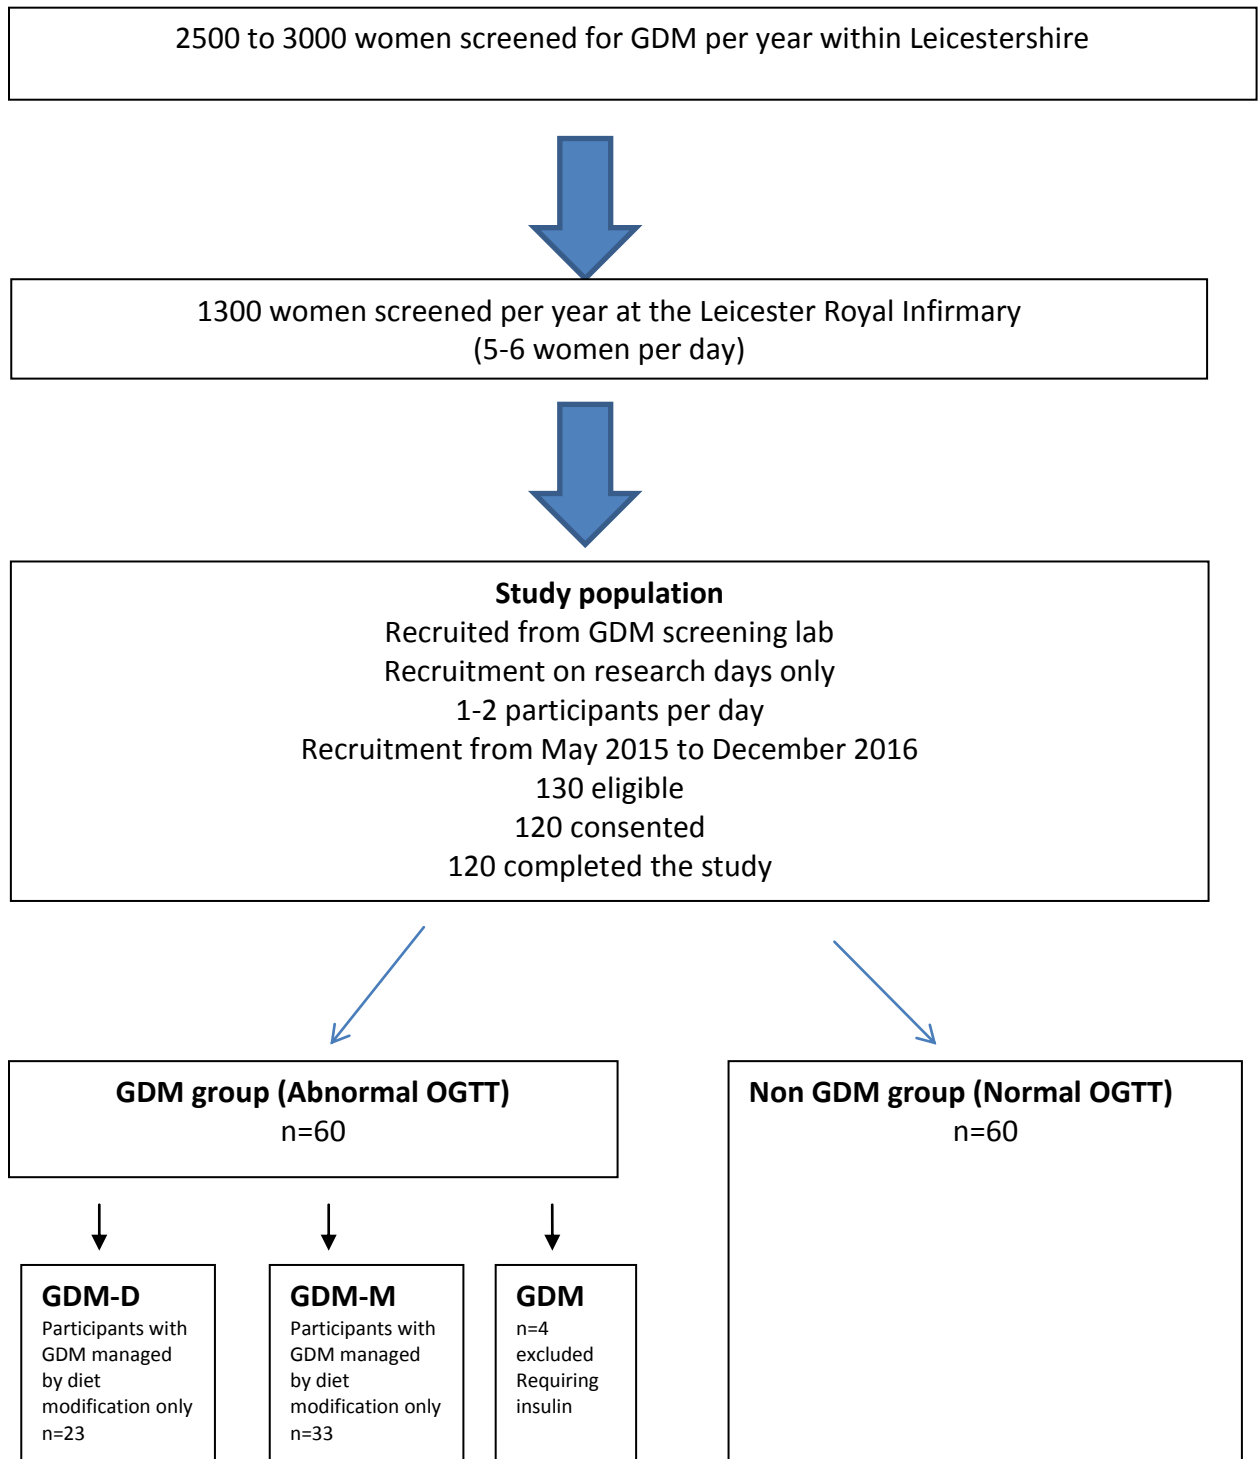 2500 to 3000 women screened for GDM per year within Leicestershire
1300 women screened per year at the Leicester Royal Infirmary
(5-6 women per day)
Study population
Recruited from GDM screening lab
Recruitment on research days only
1-2 participants per day
Recruitment from May 2015 to December 2016
130 eligible
120 consented
120 completed the study
GDM group (Abnormal OGTT)
n=60
Non GDM group (Normal OGTT)
n=60
GDM-D
Participants with
GDM managed
by diet
modification only
n=23
GDM-M
Participants with
GDM managed
by diet
modification only
n=33
GDM
n=4
excluded
Requiring
insulin